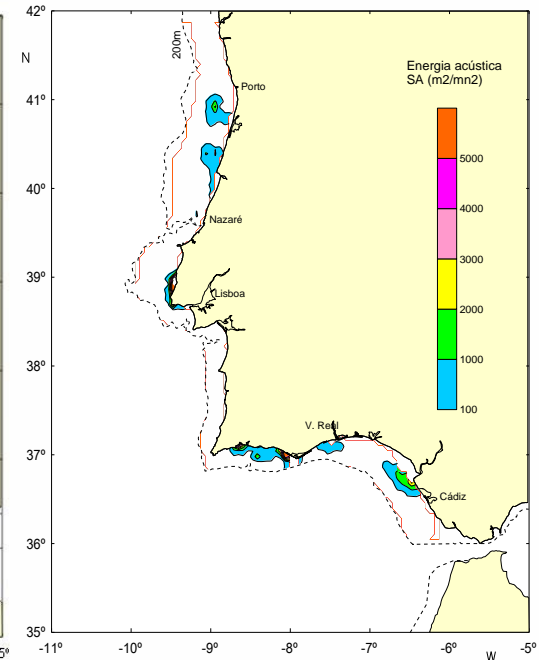 42º
N
200m
Energia acústica
SA (m2/mn2)
Porto
41º
5000
40º
4000
Nazaré
3000
39º
Lisboa
2000
1000
38º
100
V. Real
37º
Cádiz
36º
35º
-11º -10º -9º -8º -7º -6º -5º
W